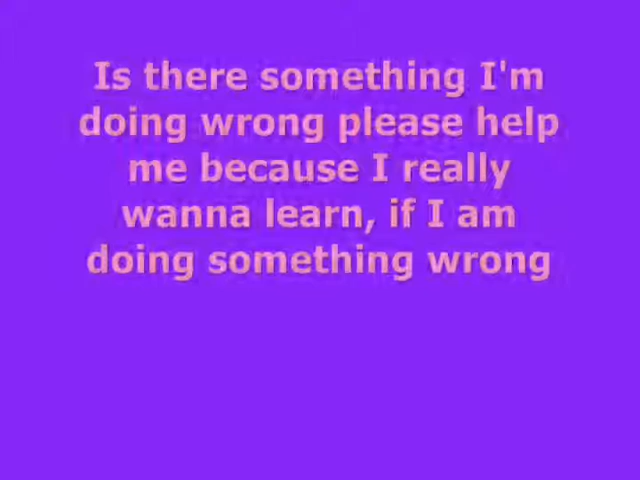 Is there something I'm
doing wrong please help
me because I really
wanna learn, if I am
doing something wrong